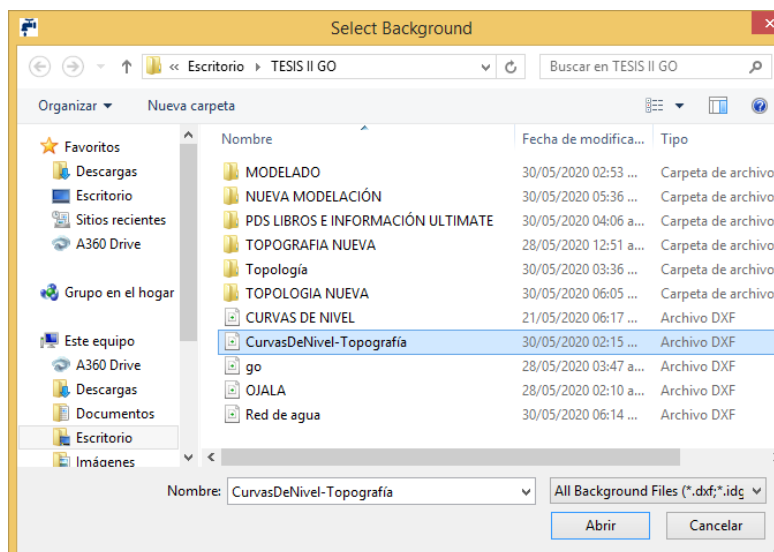 Select Background
« Escritorio ▸ TESIS II GO
Buscar en TESIS II GO
Organizar ▾ Nueva carpeta
Nombre Fecha de modifica... Tipo
Favoritos
Descargas
Escritorio
Sitios recientes
A360 Drive
Grupo en el hogar
Este equipo
A360 Drive
Descargas
Documentos
Escritorio
Imágenes
MODELADO 30/05/2020 02:53 ... Carpeta de archivo
NUEVA MODELACIÓN 30/05/2020 05:36 ... Carpeta de archivo
PDS LIBROS E INFORMACIÓN ULTIMATE 30/05/2020 04:06 a... Carpeta de archivo
TOPOGRAFIA NUEVA 28/05/2020 12:51 a... Carpeta de archivo
Topología 30/05/2020 03:36 ... Carpeta de archivo
TOPOLOGIA NUEVA 30/05/2020 06:05 ... Carpeta de archivo
CURVAS DE NIVEL 21/05/2020 06:17 ... Archivo DXF
CurvasDeNivel-Topografía 30/05/2020 02:15 ... Archivo DXF
go 28/05/2020 03:47 a... Archivo DXF
OJALA 28/05/2020 02:10 a... Archivo DXF
Red de agua 30/05/2020 06:14 ... Archivo DXF
Nombre: CurvasDeNivel-Topografía All Background Files (*.dxf;*.idg
Abrir Cancelar